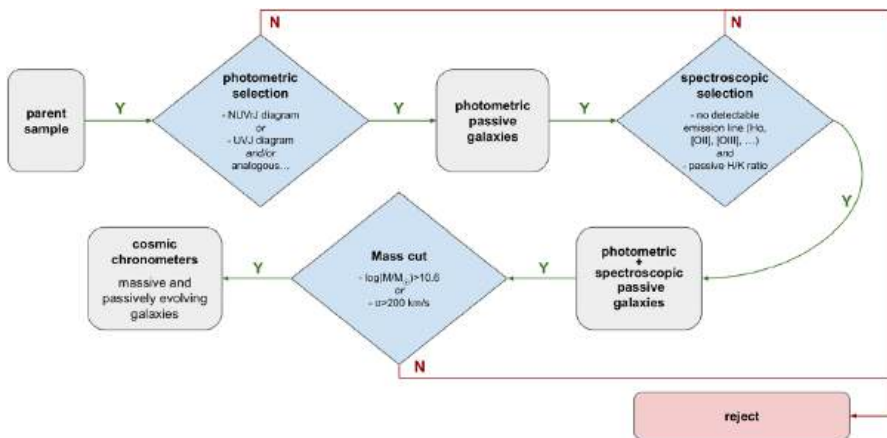 N
N
parent
sample
Y
photometric
selection
- NUVrJ diagram
or
- UVJ diagram
and/or
analogous...
Y
photometric
passive
galaxies
Y
spectroscopic
selection
- no detectable
emission line (Hα,
[OII], [OIII], ...)
and
- passive H/K ratio
Y
photometric
+
spectroscopic
passive
galaxies
Y
Mass cut
- log(M/M☉)>10.6
or
- σ>200 km/s
Y
cosmic
chronometers
massive and
passively evolving
galaxies
N
reject